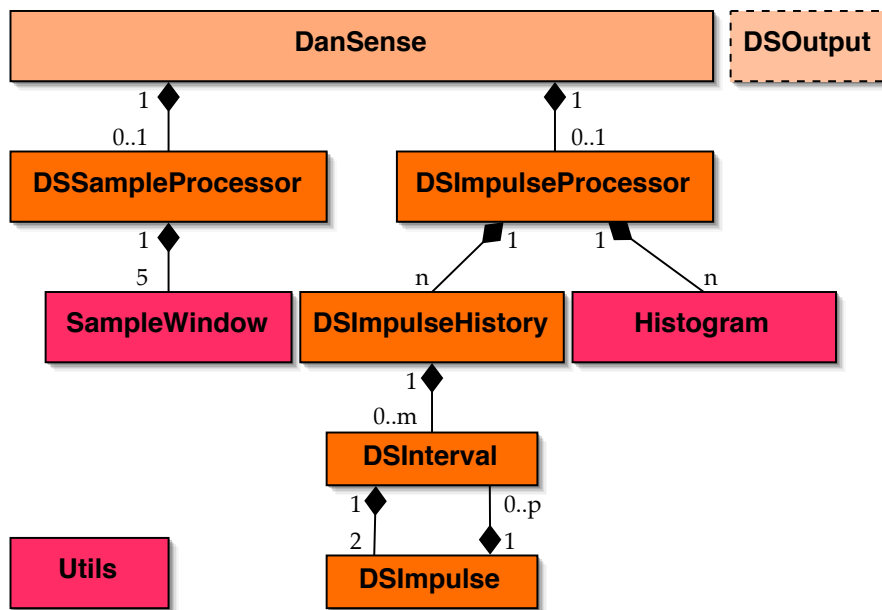 DanSense
DSOutput
1
1
0..1
0..1
DSSampleProcessor
DSImpulseProcessor
1
1
1
5
n
n
SampleWindow
DSImpulseHistory
Histogram
1
0..m
DSInterval
1
0..p
2
1
Utils
DSImpulse